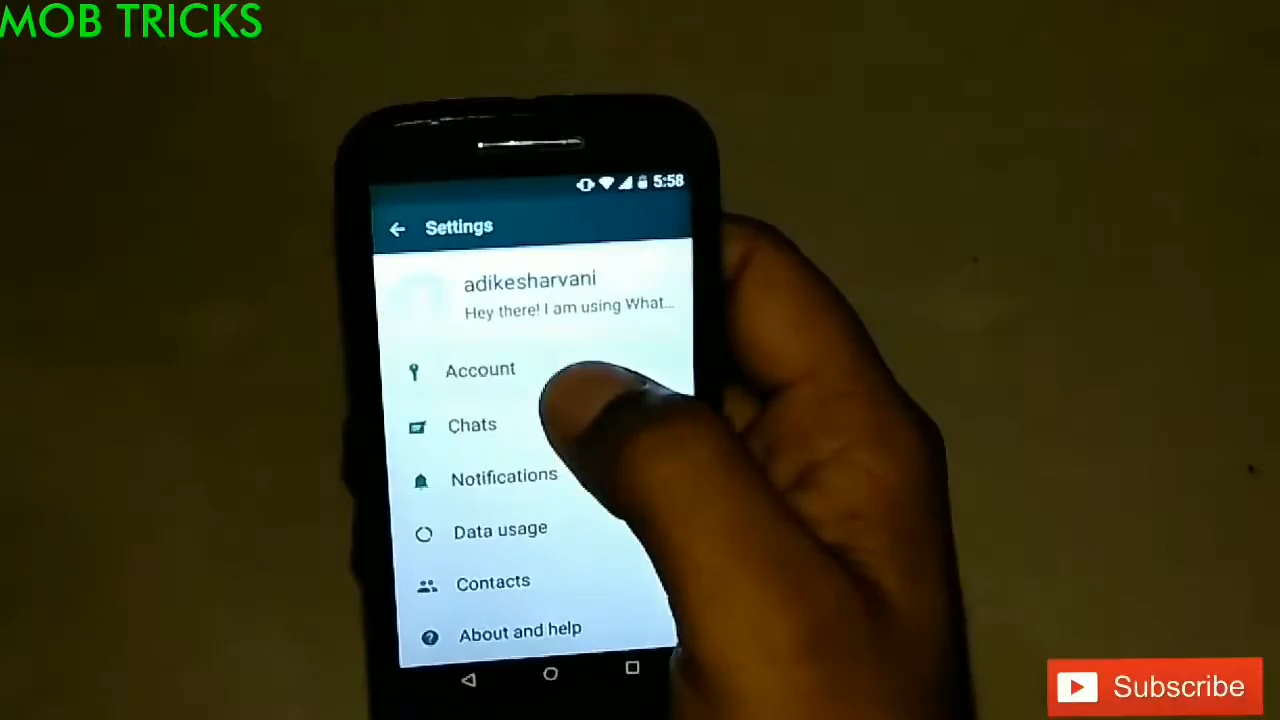 MOB TRICKS
5:58
Settings
adikesharvani
Hey there! I am using What...
Account
Chats
Notifications
Data usage
Contacts
About and help
Subscribe